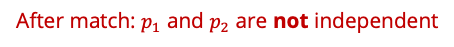 After match: p₁ and p₂ are not independent